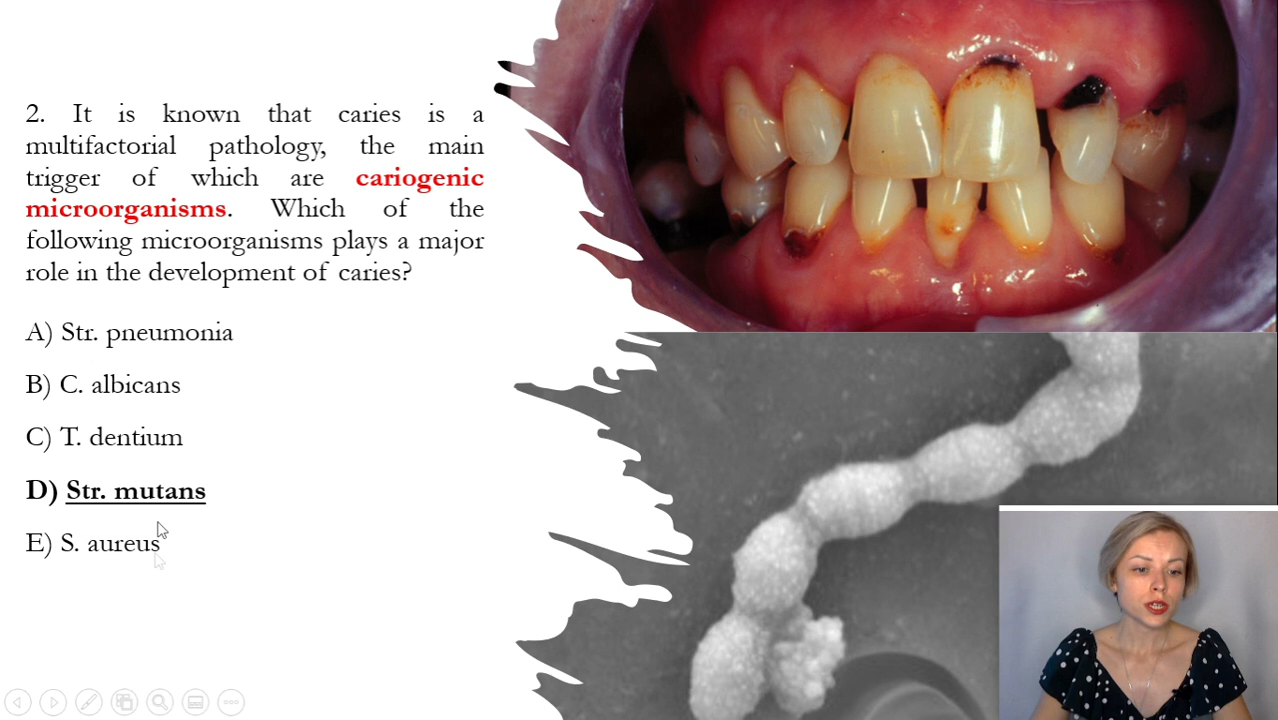 2. It is known that caries is a
multifactorial pathology, the main
trigger of which are cariogenic
microorganisms. Which of the
following microorganisms plays a major
role in the development of caries?
A) Str. pneumonia
B) C. albicans
C) T. dentium
D) Str. mutans
E) S. aureus